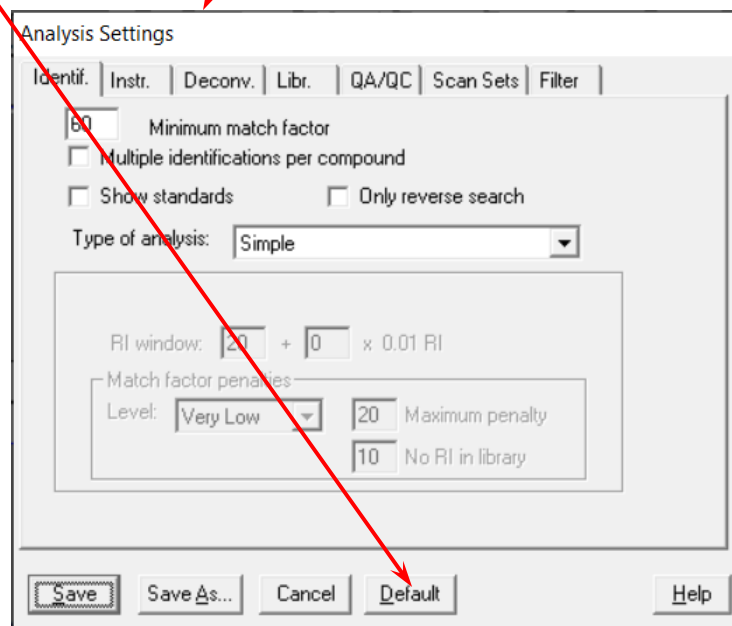 Analysis Settings
Identif. Instr. Deconv. Libr. QA/QC Scan Sets Filter
60 Minimum match factor
Multiple identifications per compound
Show standards Only reverse search
Type of analysis: Simple
RI window: 20 + 0 x 0.01 RI
Match factor penalties
Level: Very Low 20 Maximum penalty
10 No RI in library
Save Save As... Cancel Default Help